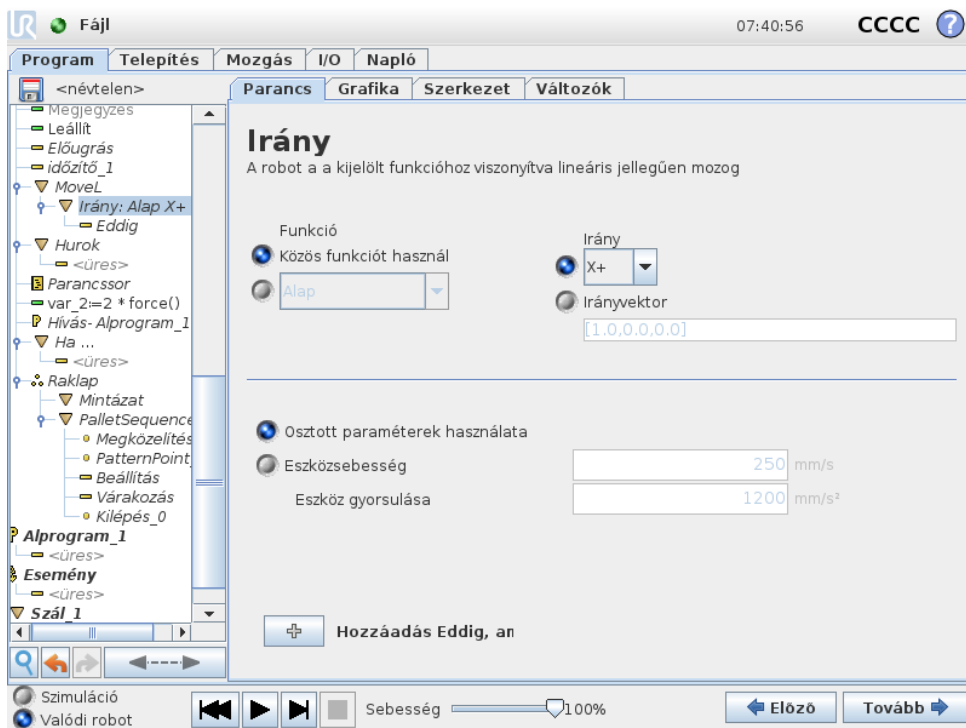 UR
Fájl
07:40:56
CCCC
?
Program
Telepítés
Mozgás
I/O
Napló
<névtelen>
Parancs
Grafika
Szerkezet
Változók
Megjegyzés
Leállít
Előugrás
időzítő_1
MoveL
Irány: Alap X+
Eddig
Hurok
<üres>
Parancssor
var_2:=2 * force()
Hívás- Alprogram_1
Ha ...
<üres>
Raklap
Mintázat
PalletSequence
Megközelítés
PatternPoint
Beállítás
Várakozás
Kilépés_0
Alprogram_1
<üres>
Esemény
<üres>
Szál_1
Irány
A robot a a kijelölt funkcióhoz viszonyítva lineáris jellegűen mozog
Funkció
Közös funkciót használ
Alap
Irány
X+
Irányvektor
[1.0,0.0,0.0]
Osztott paraméterek használata
Eszközsebesség
250 mm/s
Eszköz gyorsulása
1200 mm/s²
Hozzáadás Eddig, an
Szimuláció
Valódi robot
Sebesség
100%
Előző
Tovább